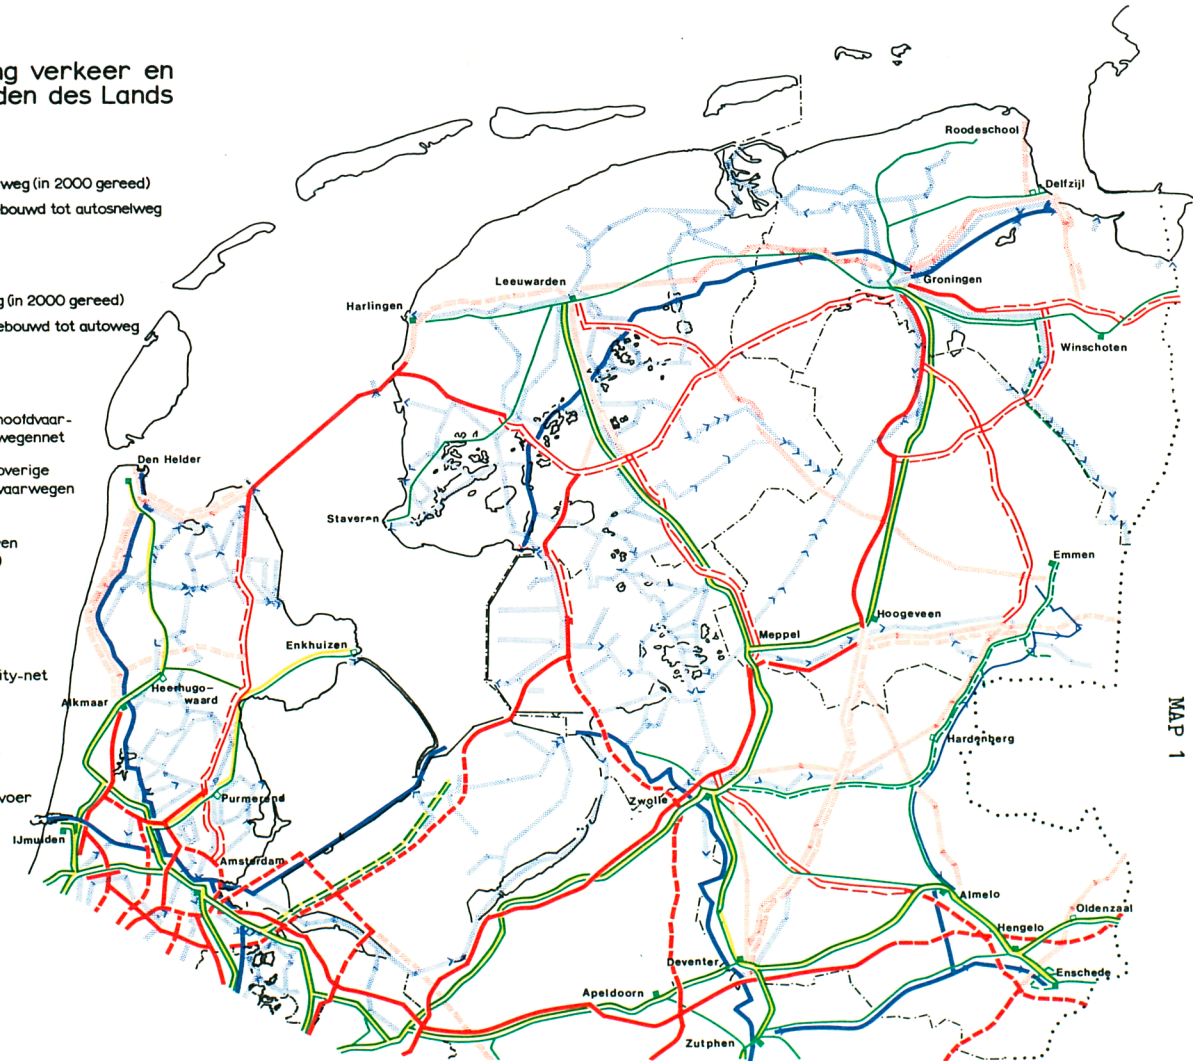 ng verkeer en
den des Lands
weg (in 2000 gereed)
bouwd tot autosnelweg
g (in 2000 gereed)
ebouwd tot autoweg
hoofdvaar-
wegennet
overige
vaarwegen
en
)
ity-net
voer
Roodeschool
Delfzijl
Groningen
Leeuwarden
Harlingen
Winschoten
Den Helder
Staveren
Emmen
Hoogeveen
Meppel
Enkhuizen
Heerhugo-
waard
Alkmaar
MAP 1
Hardenberg
Purmerend
Zwolle
IJmuiden
Amsterdam
Almelo
Oldenzaal
Hengelo
Deventer
Enschede
Apeldoorn
Zutphen